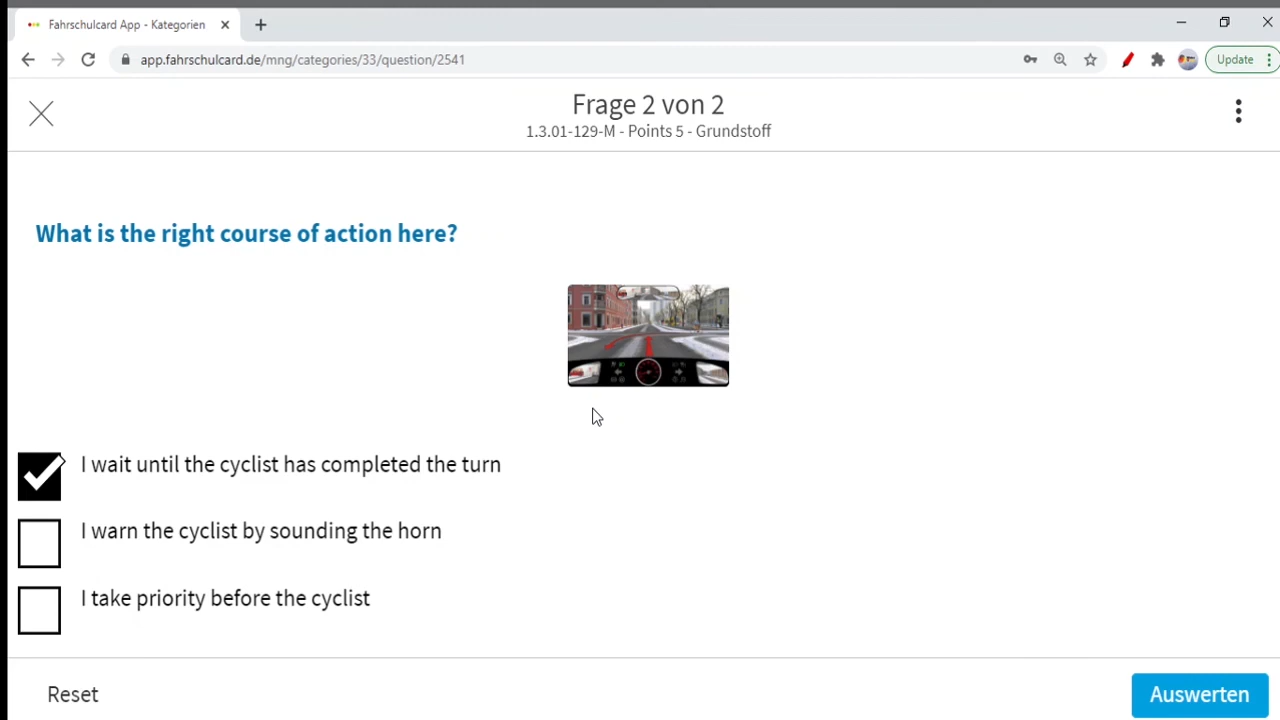 Fahrschulcard App - Kategorien
app.fahrschulcard.de/mng/categories/33/question/2541
Update
Frage 2 von 2
1.3.01-129-M - Points 5 - Grundstoff
What is the right course of action here?
I wait until the cyclist has completed the turn
I warn the cyclist by sounding the horn
I take priority before the cyclist
Reset
Auswerten